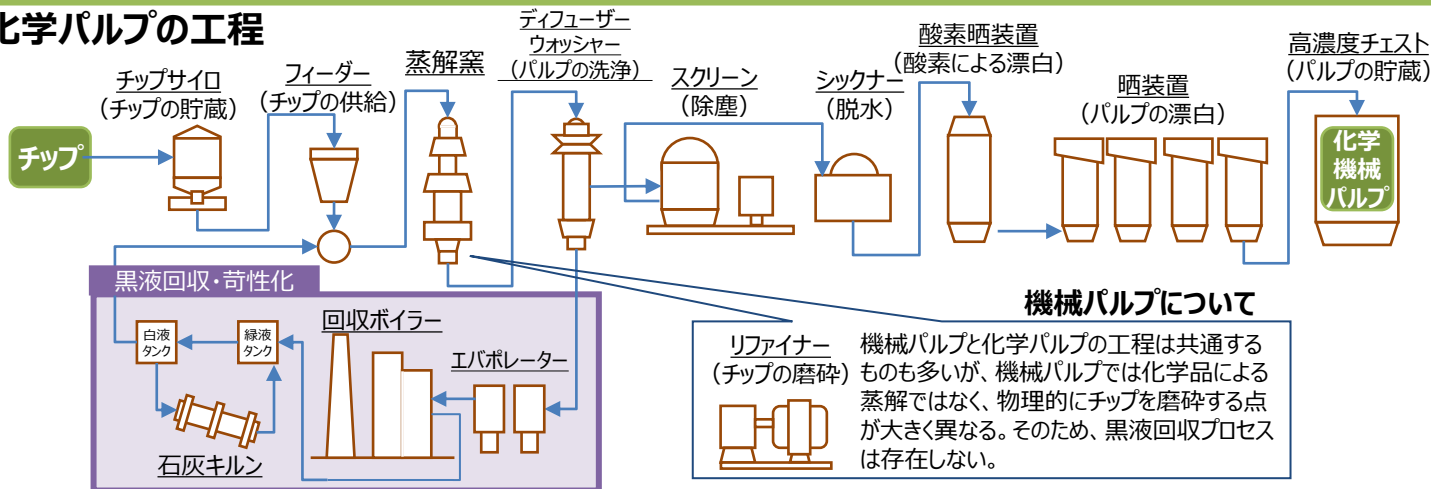 化学パルプの工程
チップ
チップサイロ
(チップの貯蔵)
フィーダー
(チップの供給)
蒸解窯
ディフューザー
ウォッシャー
(パルプの洗浄)
スクリーン
(除塵)
シックナー
(脱水)
酸素晒装置
(酸素による漂白)
晒装置
(パルプの漂白)
高濃度チェスト
(パルプの貯蔵)
化学
機械
パルプ
黒液回収・苛性化
白液
タンク
緑液
タンク
石灰キルン
回収ボイラー
エバポレーター
機械パルプについて
リファイナー
(チップの磨砕)
機械パルプと化学パルプの工程は共通する
ものも多いが、機械パルプでは化学品による
蒸解ではなく、物理的にチップを磨砕する点
が大きく異なる。そのため、黒液回収プロセス
は存在しない。